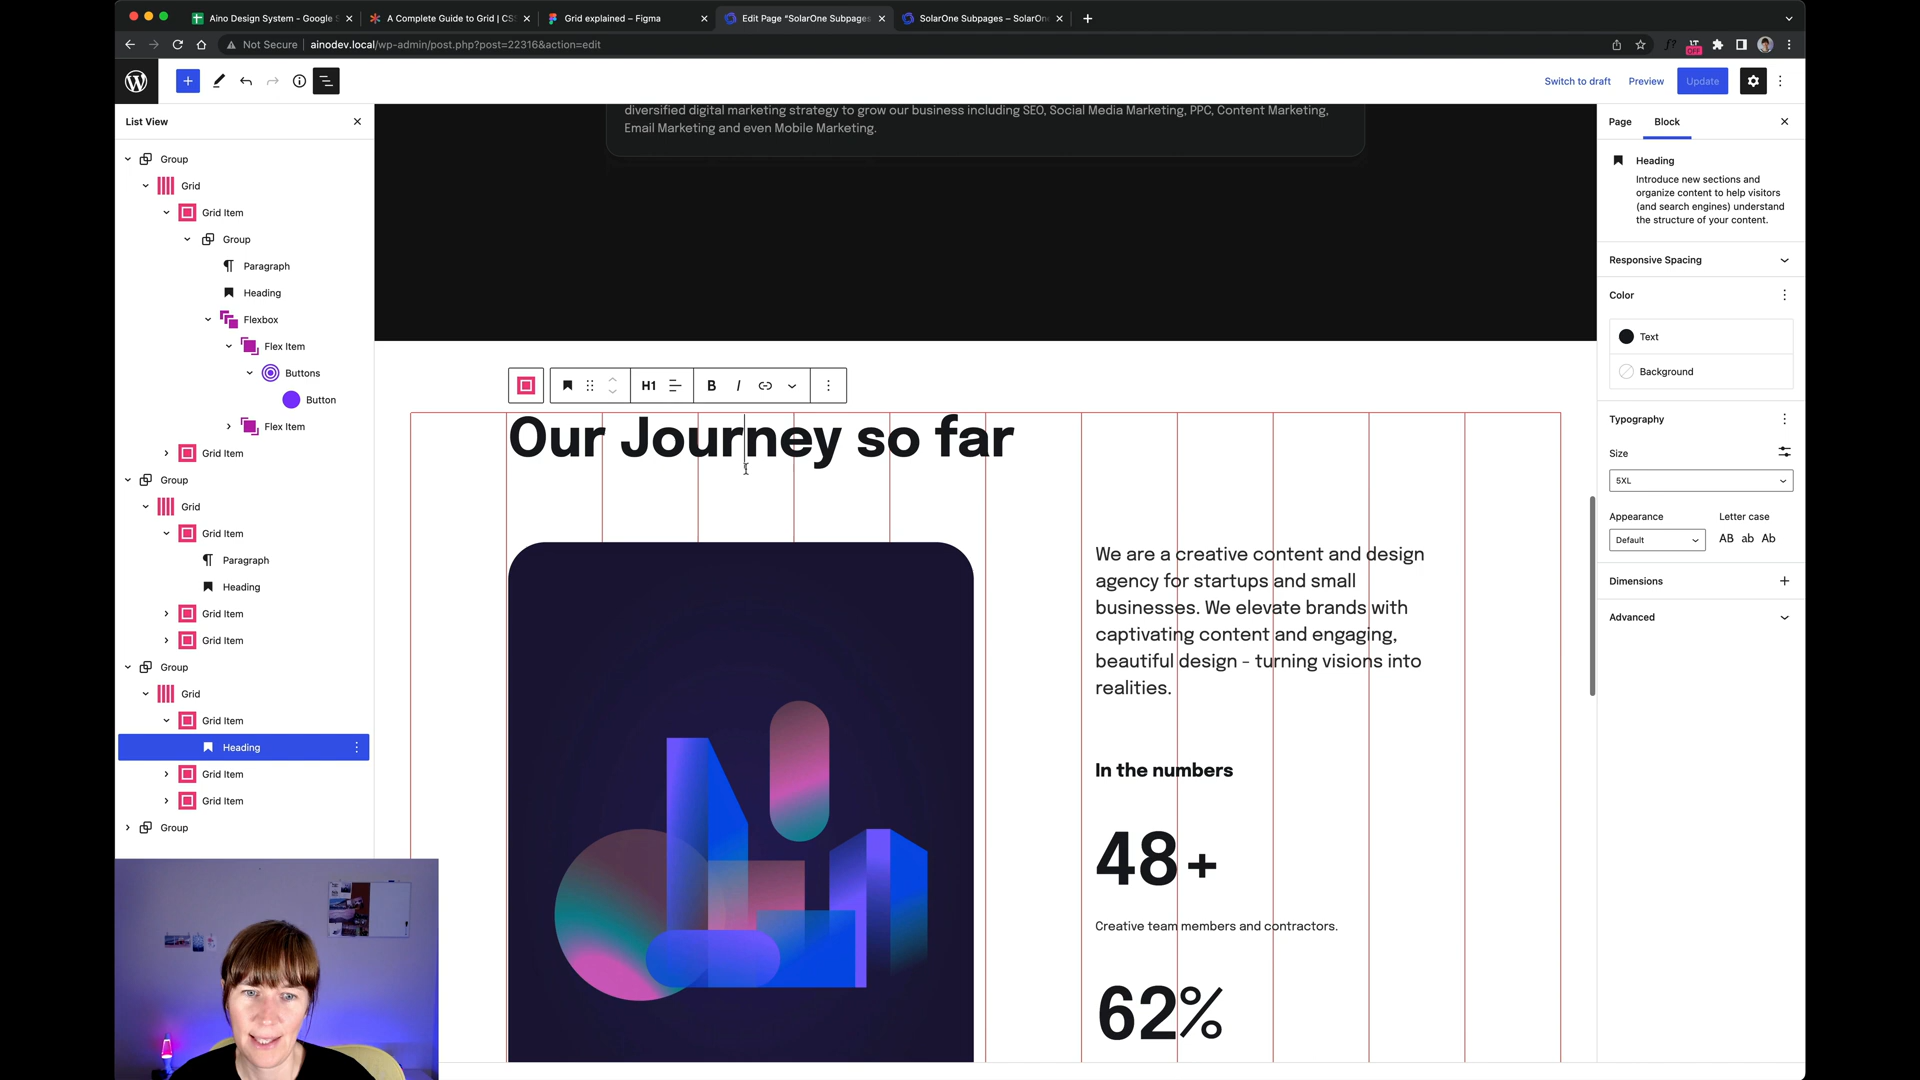 Aino Design System - Google S
A Complete Guide to Grid | CSS
Grid explained – Figma
Edit Page "SolarOne Subpages
SolarOne Subpages – SolarOne
Not Secure
ainodev.local/wp-admin/post.php?post=22316&action=edit
OFF
Switch to draft
Preview
Update
List View
Group
Grid
Grid Item
Group
Paragraph
Heading
Flexbox
Flex Item
Buttons
Button
Flex Item
Grid Item
Group
Grid
Grid Item
Paragraph
Heading
Grid Item
Grid Item
Group
Grid
Grid Item
Heading
Grid Item
Grid Item
Group
diversified digital marketing strategy to grow our business including SEO, Social Media Marketing, PPC, Content Marketing,
Email Marketing and even Mobile Marketing.
H1
B
I
Our Journey so far
We are a creative content and design
agency for startups and small
businesses. We elevate brands with
captivating content and engaging,
beautiful design - turning visions into
realities.
In the numbers
48+
Creative team members and contractors.
62%
Page
Block
Heading
Introduce new sections and
organize content to help visitors
(and search engines) understand
the structure of your content.
Responsive Spacing
Color
Text
Background
Typography
Size
5XL
Appearance
Letter case
Default
AB ab Ab
Dimensions
Advanced